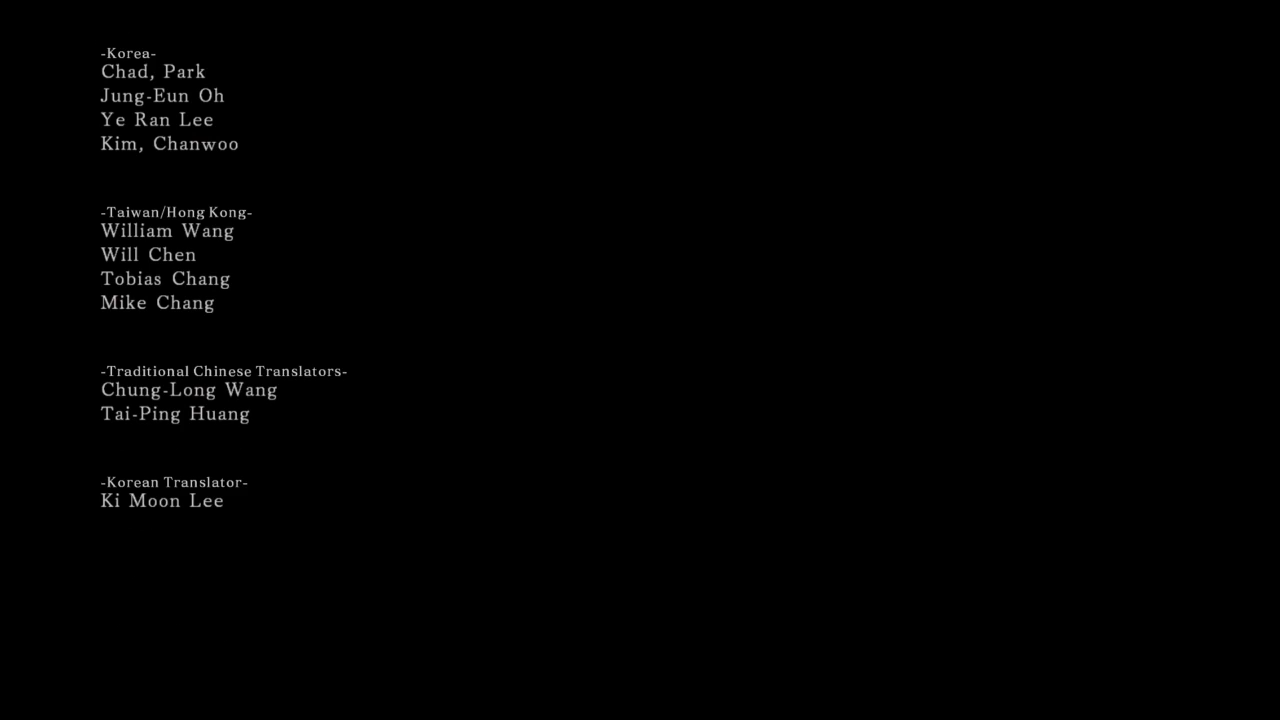 -Korea-
Chad, Park
Jung-Eun Oh
Ye Ran Lee
Kim, Chanwoo
-Taiwan/Hong Kong-
William Wang
Will Chen
Tobias Chang
Mike Chang
-Traditional Chinese Translators-
Chung-Long Wang
Tai-Ping Huang
-Korean Translator-
Ki Moon Lee